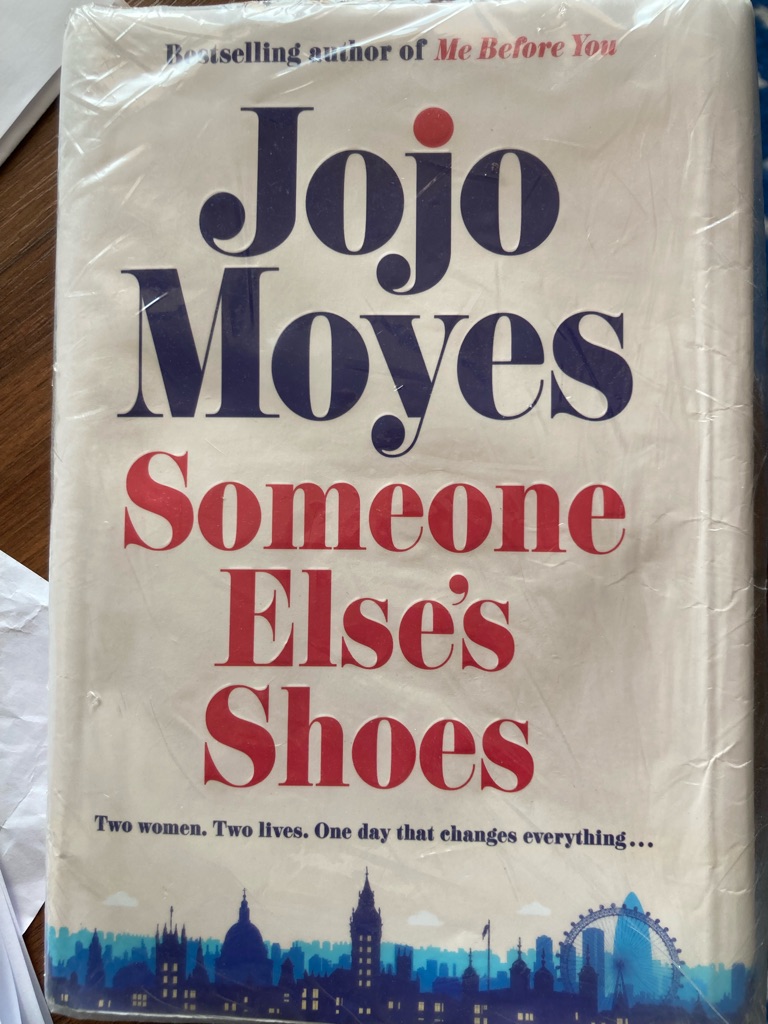 Bestselling author of Me Before You
Jojo
Moyes
Someone
Else's
Shoes
Two women. Two lives. One day that changes everything...